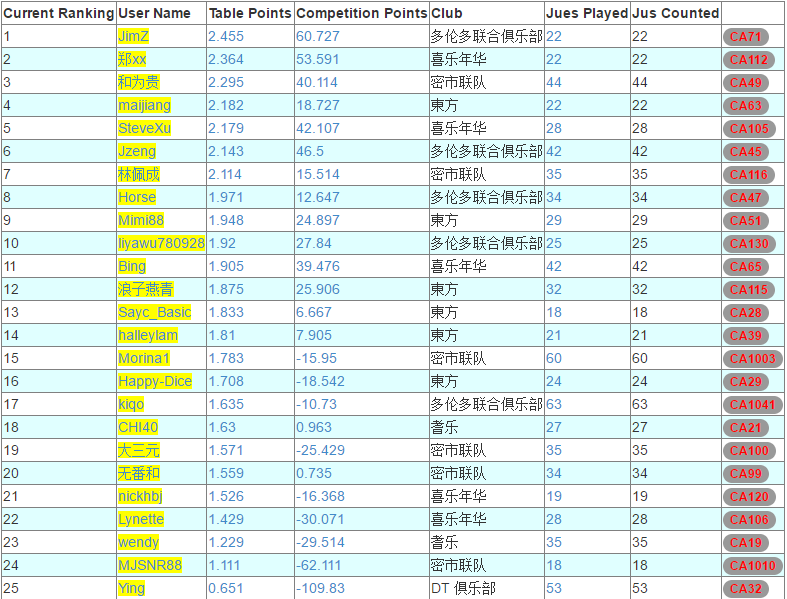 Current Ranking User Name Table Points Competition Points Club Jues Played Jus Counted
1 JimZ 2.455 60.727 多伦多联合俱乐部 22 22 CA71
2 郑xx 2.364 53.591 喜乐年华 22 22 CA112
3 和为贵 2.295 40.114 密市联队 44 44 CA49
4 maijiang 2.182 18.727 東方 22 22 CA63
5 SteveXu 2.179 42.107 喜乐年华 28 28 CA105
6 Jzeng 2.143 46.5 多伦多联合俱乐部 42 42 CA45
7 林佩成 2.114 15.514 密市联队 35 35 CA116
8 Horse 1.971 12.647 多伦多联合俱乐部 34 34 CA47
9 Mimi88 1.948 24.897 東方 29 29 CA51
10 liyawu780928 1.92 27.84 多伦多联合俱乐部 25 25 CA130
11 Bing 1.905 39.476 喜乐年华 42 42 CA65
12 浪子燕青 1.875 25.906 東方 32 32 CA115
13 Sayc_Basic 1.833 6.667 東方 18 18 CA28
14 halleylam 1.81 7.905 東方 21 21 CA39
15 Morina1 1.783 -15.95 密市联队 60 60 CA1003
16 Happy-Dice 1.708 -18.542 東方 24 24 CA29
17 kiqo 1.635 -10.73 多伦多联合俱乐部 63 63 CA1041
18 CHI40 1.63 0.963 耆乐 27 27 CA21
19 大三元 1.571 -25.429 密市联队 35 35 CA100
20 无番和 1.559 0.735 密市联队 34 34 CA99
21 nickhbj 1.526 -16.368 喜乐年华 19 19 CA120
22 Lynette 1.429 -30.071 喜乐年华 28 28 CA106
23 wendy 1.229 -29.514 耆乐 35 35 CA19
24 MJSNR88 1.111 -62.111 密市联队 18 18 CA1010
25 Ying 0.651 -109.83 DT 俱乐部 53 53 CA32